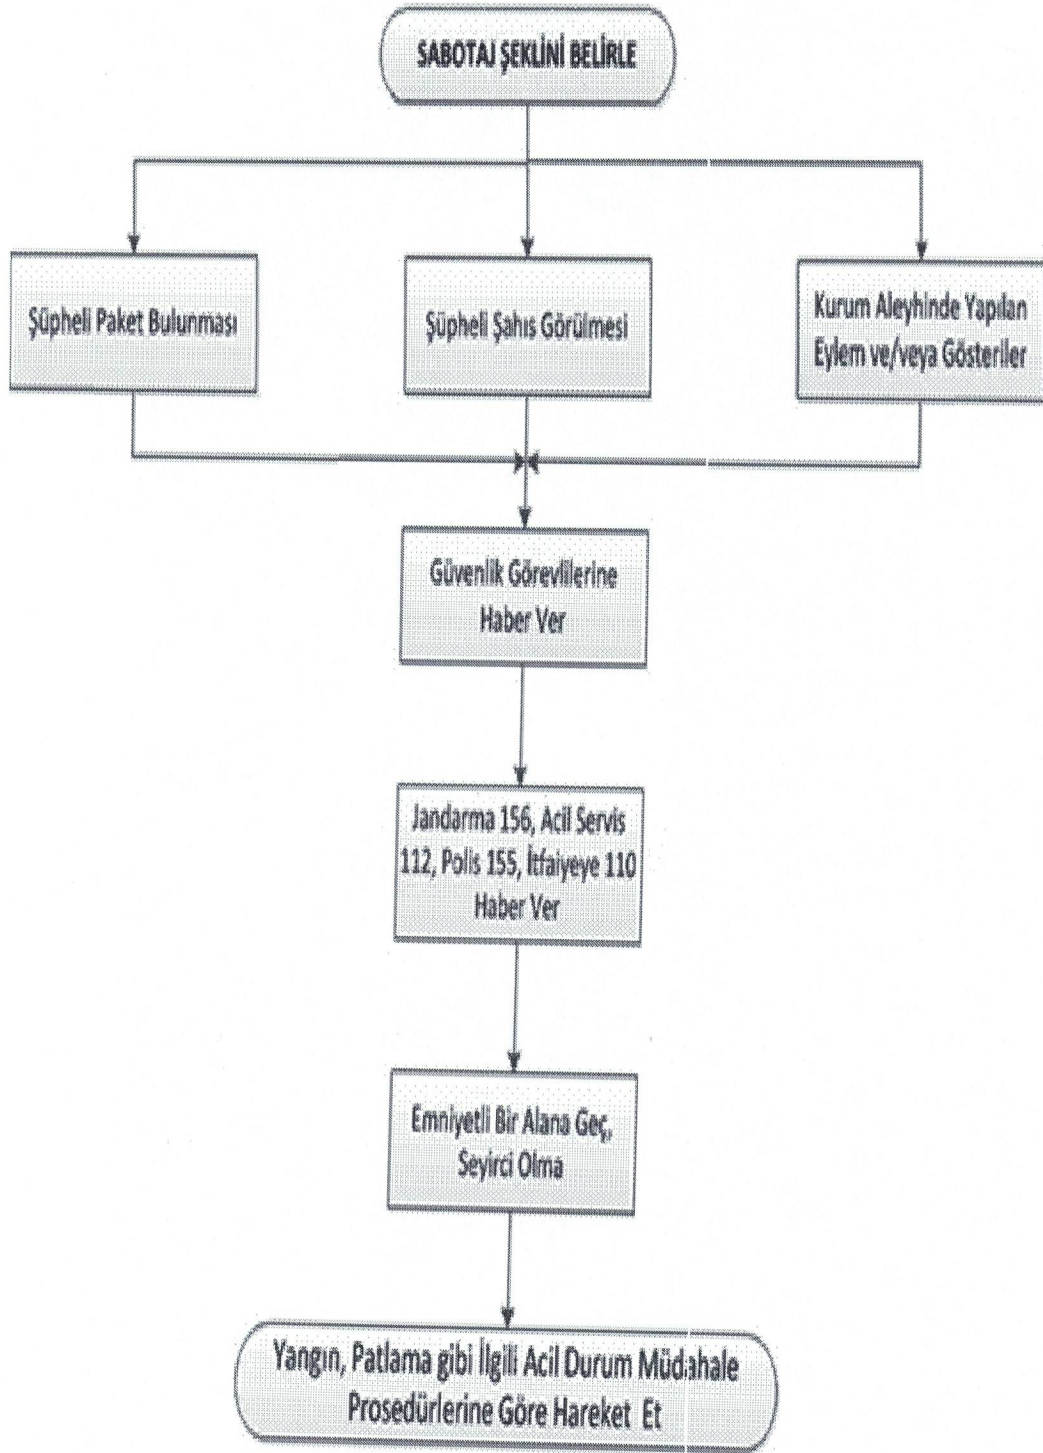 SABOTAJ ŞEKLİNİ BELİRLE
Şüpheli Paket Bulunması
Şüpheli Şahıs Görülmesi
Kurum Aleyhinde Yapılan
Eylem ve/veya Gösteriler
Güvenlik Görevlilerine
Haber Ver
Jandarma 156, Acil Servis
112, Polis 155, İtfaiyeye 110
Haber Ver
Emniyetli Bir Alana Geç,
Seyirci Olma
Yangın, Patlama gibi İlgili Acil Durum Müdahale
Prosedürlerine Göre Hareket Et